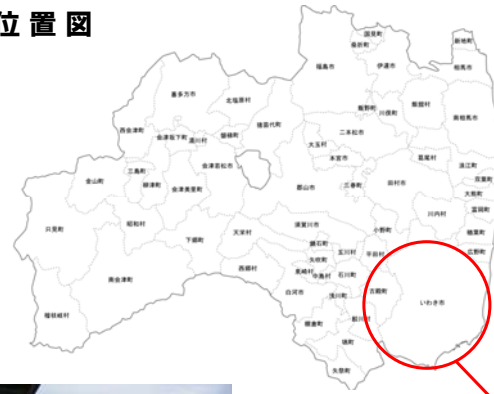 位置図
国見町
桑折町
新地町
福島市
伊達市
相馬市
喜多万市
北塩原村
飯野町
川俣町
飯舘村
南相馬市
猪苗代町
西会津町
会津坂下町
湯川村
磐梯町
二本松市
大玉村
本宮市
葛尾村
浪江町
会津若松市
三島町
金山町
柳津町
会津美里町
郡山市
三春町
田村市
双葉町
大熊町
富岡町
川内村
昭和村
只見町
下郷町
天栄村
須賀川市
小野町
楢葉町
広野町
鏡石町
玉川村
平田村
矢吹町
西郷村
泉崎村
中島村
石川町
南会津町
白河市
浅川町
古殿町
いわき市
檜枝岐村
棚倉町
鮫川村
塙町
矢祭町